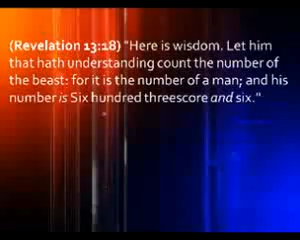 (Revelation 13:18) "Here is wisdom. Let him
that hath understanding count the number of
the beast: for it is the number of a man; and his
number is Six hundred threescore and six."